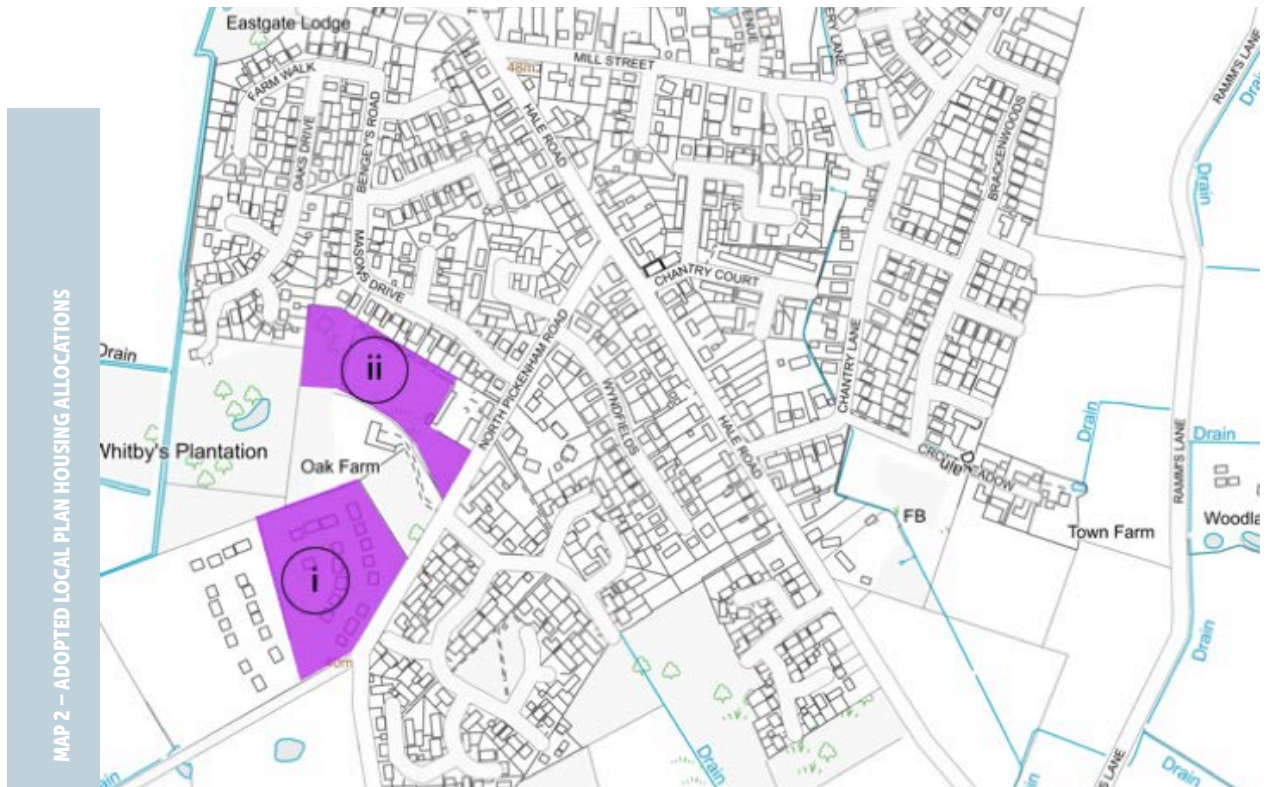 MAP 2 – ADOPTED LOCAL PLAN HOUSING ALLOCATIONS
Eastgate Lodge
FARM WALK
OAKS DRIVE
BENGEY'S ROAD
MASONS DRIVE
48m
MILL STREET
HALE ROAD
BRACKENWOODS
RAMM'S LANE
Drain
CHANTRY COURT
CHANTRY LANE
NORTH PICKENHAM ROAD
WYNDFIELDS
HALE ROAD
Drain
ii
Whitby's Plantation
Oak Farm
i
FB
Town Farm
Drain
RAMM'S LANE
Drain
Drain
Drain
Drain